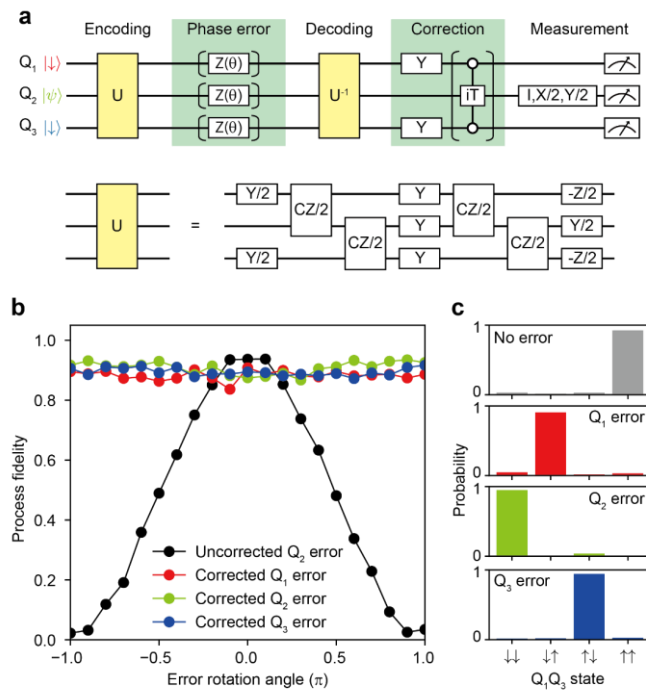 a
Encoding Phase error Decoding Correction Measurement
Q1 |↓⟩ Z(θ) Y
Q2 |ψ⟩ U Z(θ) U-1 iT I,X/2,Y/2
Q3 |↓⟩ Z(θ) Y
Y/2 CZ/2 Y CZ/2 -Z/2
U = Y Y/2
Y/2 CZ/2 Y CZ/2 -Z/2
b
Process fidelity
1.0
0.8
0.6
0.4
0.2
0.0
Uncorrected Q2 error
Corrected Q1 error
Corrected Q2 error
Corrected Q3 error
−1.0 −0.5 0.0 0.5 1.0
Error rotation angle (π)
c
Probability
1
No error
0
1
Q1 error
0
1
Q2 error
0
1
Q3 error
0
↓↓ ↓↑ ↑↓ ↑↑
Q1Q3 state